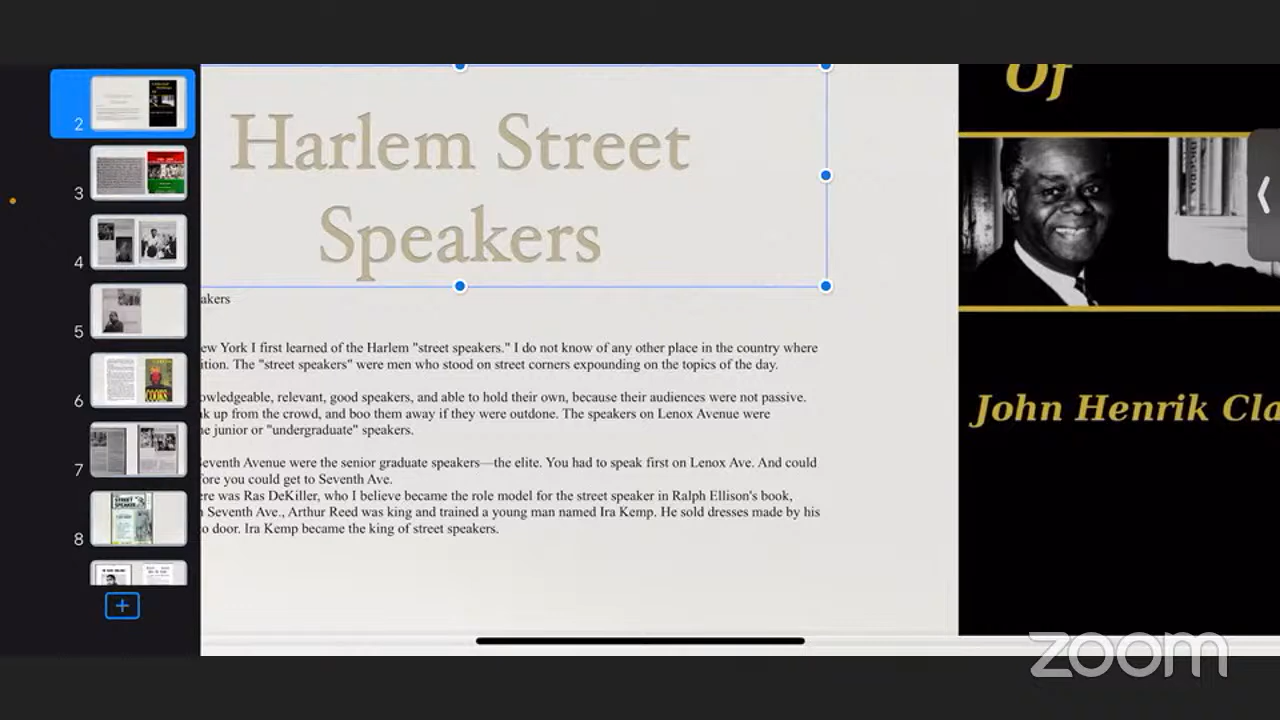 Harlem Street
Speakers
akers
ew York I first learned of the Harlem "street speakers." I do not know of any other place in the country where
ition. The "street speakers" were men who stood on street corners expounding on the topics of the day.
owledgeable, relevant, good speakers, and able to hold their own, because their audiences were not passive.
k up from the crowd, and boo them away if they were outdone. The speakers on Lenox Avenue were
e junior or "undergraduate" speakers.
Seventh Avenue were the senior graduate speakers—the elite. You had to speak first on Lenox Ave. And could
fore you could get to Seventh Ave.
ere was Ras DeKiller, who I believe became the role model for the street speaker in Ralph Ellison's book,
n Seventh Ave., Arthur Reed was king and trained a young man named Ira Kemp. He sold dresses made by his
o door. Ira Kemp became the king of street speakers.
Of
John Henrik Cla
2
3
4
5
6
7
8
zoom